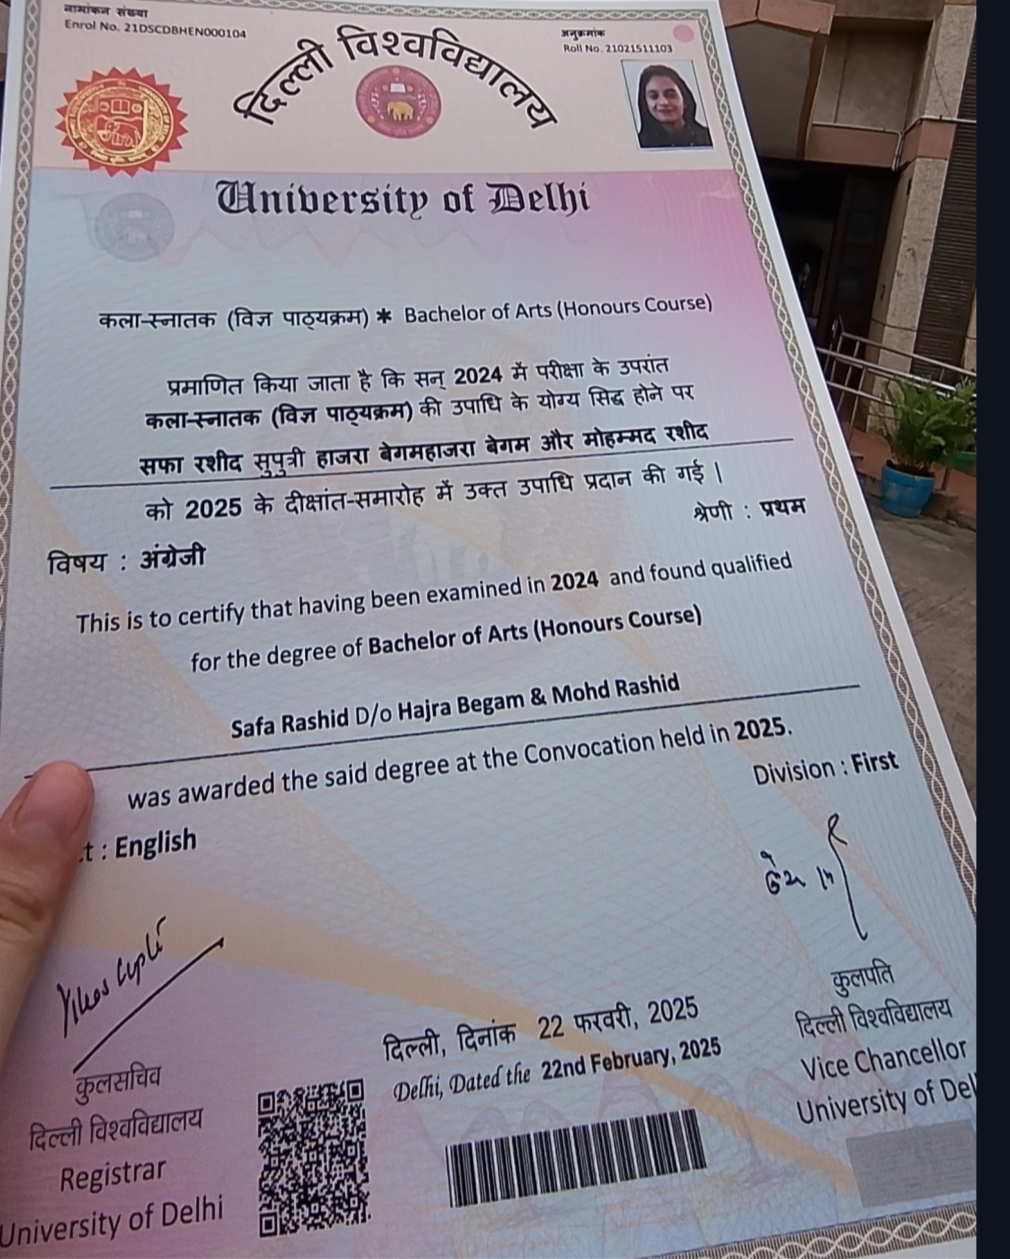 नामांकन संख्या
Enrol No. 21DSCDBHEN000104
अनुक्रमांक
Roll No. 21021511103
दिल्ली विश्वविद्यालय
University of Delhi
कला-स्नातक (विज्ञ पाठ्यक्रम) * Bachelor of Arts (Honours Course)
प्रमाणित किया जाता है कि सन् 2024 में परीक्षा के उपरांत
कला-स्नातक (विज्ञ पाठ्यक्रम) की उपाधि के योग्य सिद्ध होने पर
सफा रशीद सुपुत्री हाजरा बेगमहाजरा बेगम और मोहम्मद रशीद
को 2025 के दीक्षांत-समारोह में उक्त उपाधि प्रदान की गई |
श्रेणी : प्रथम
विषय : अंग्रेजी
This is to certify that having been examined in 2024 and found qualified
for the degree of Bachelor of Arts (Honours Course)
Safa Rashid D/o Hajra Begam & Mohd Rashid
was awarded the said degree at the Convocation held in 2025.
Division : First
t : English
कुलसचिव
दिल्ली विश्वविद्यालय
Registrar
University of Delhi
दिल्ली, दिनांक 22 फरवरी, 2025
Delhi, Dated the 22nd February, 2025
कुलपति
दिल्ली विश्वविद्यालय
Vice Chancellor
University of Del